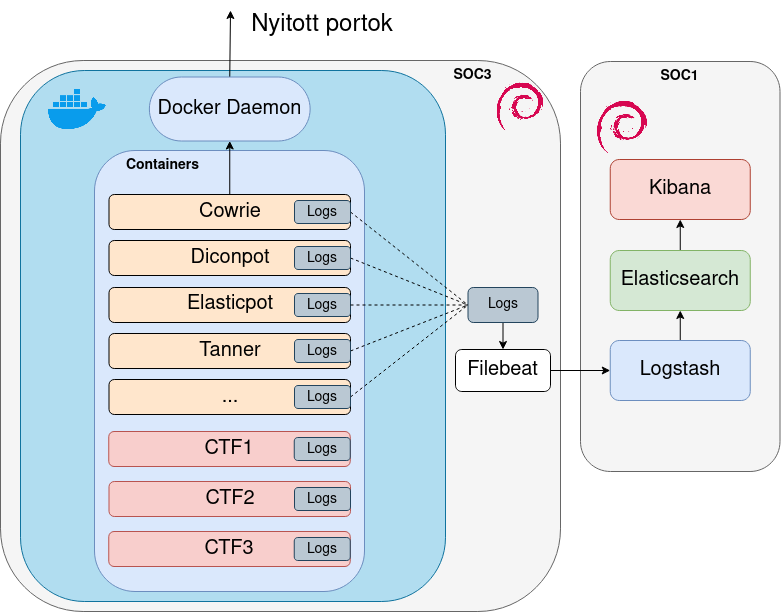 Nyitott portok
SOC3
Docker Daemon
Containers
Cowrie
Logs
Diconpot
Logs
Elasticpot
Logs
Tanner
Logs
...
Logs
CTF1
Logs
CTF2
Logs
CTF3
Logs
Logs
Filebeat
SOC1
Kibana
Elasticsearch
Logstash